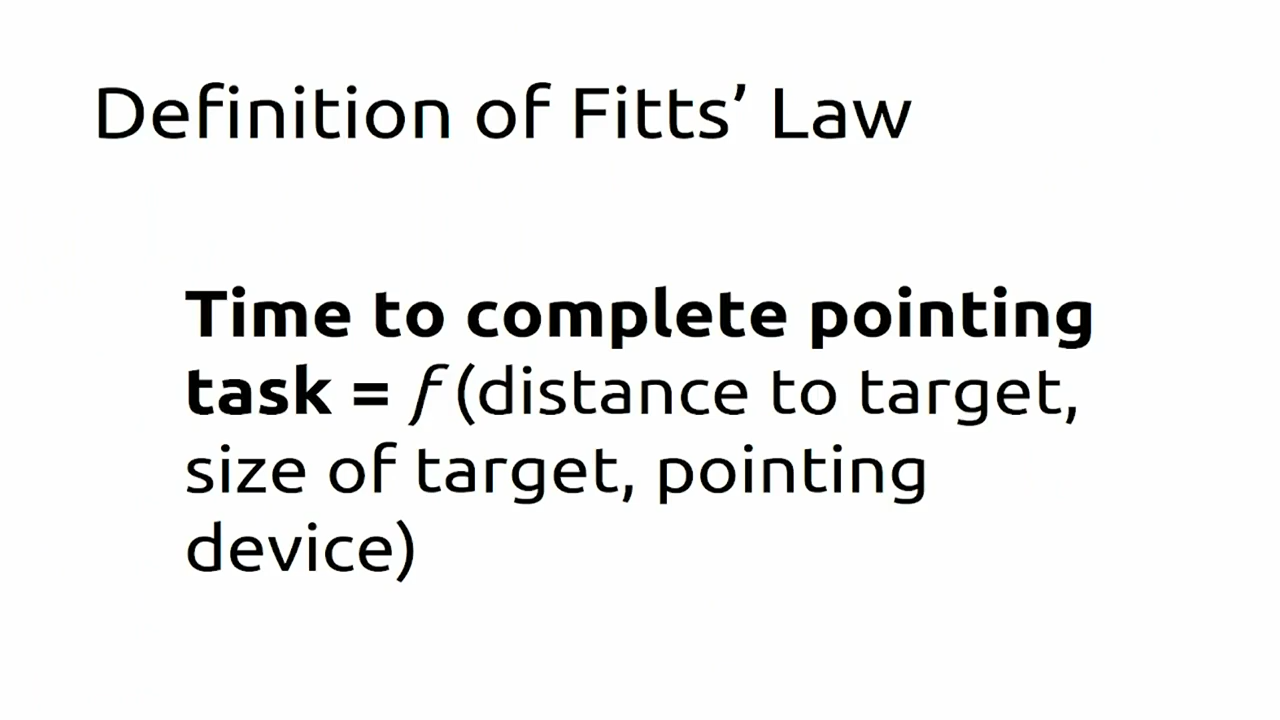 Definition of Fitts’ Law
Time to complete pointing
task = f (distance to target,
size of target, pointing
device)